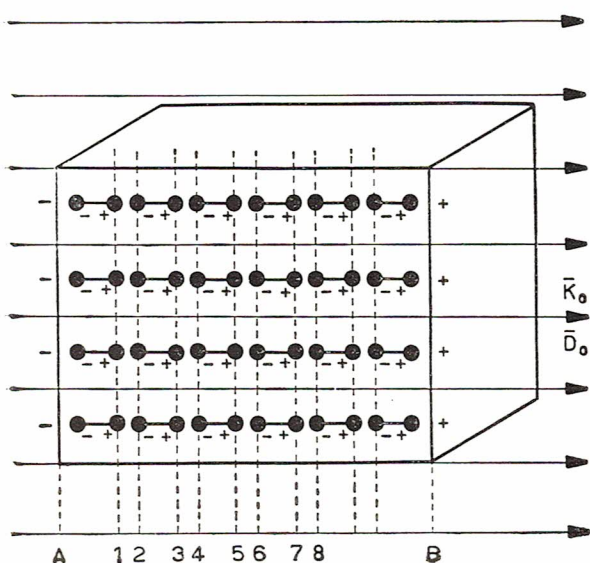 - +
- + - + - + - + - + - +
- +
- + - + - + - + - + - +
K̄₀
D̄₀
- +
- + - + - + - + - + - +
- +
- + - + - + - + - + - +
A 1 2 3 4 5 6 7 8 B